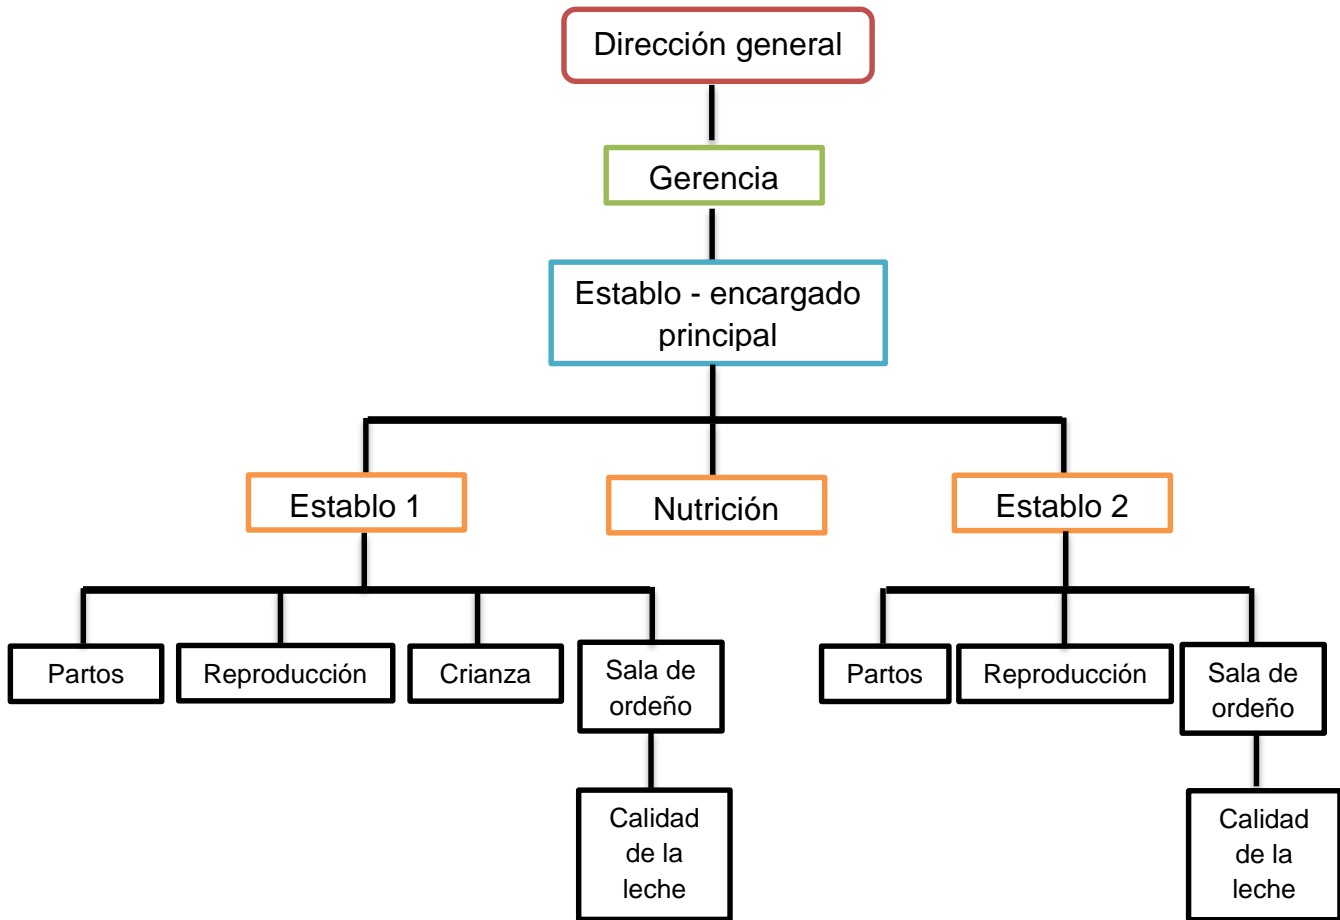 Dirección general
Gerencia
Establo - encargado
principal
Establo 1
Nutrición
Establo 2
Partos
Reproducción
Crianza
Sala de
ordeño
Partos
Reproducción
Sala de
ordeño
Calidad
de la
leche
Calidad
de la
leche